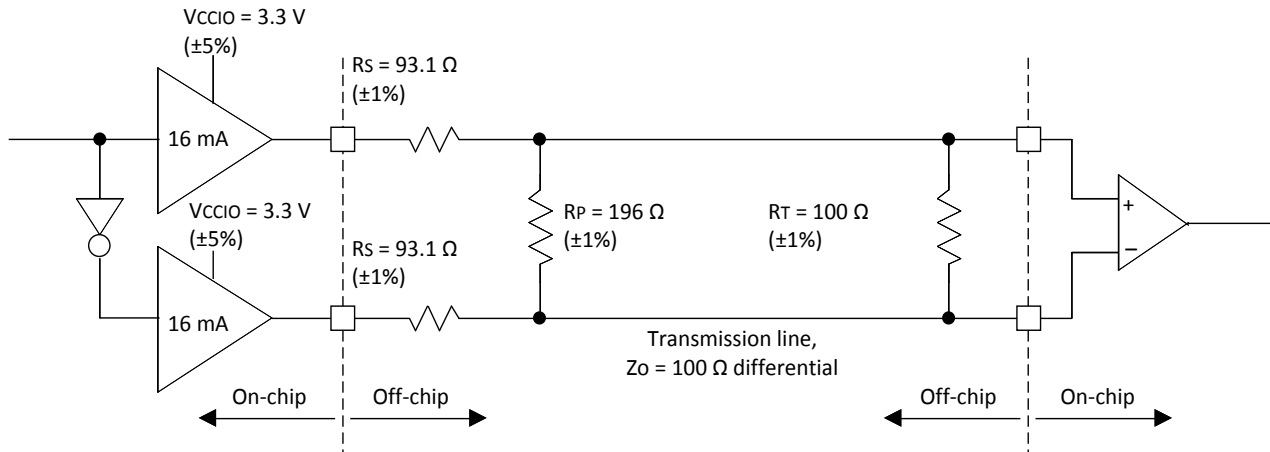 VCCIO = 3.3 V
(±5%)
RS = 93.1 Ω
(±1%)
16 mA
VCCIO = 3.3 V
(±5%)
RP = 196 Ω
(±1%)
RT = 100 Ω
(±1%)
+
−
RS = 93.1 Ω
(±1%)
16 mA
Transmission line,
Zo = 100 Ω differential
On-chip
Off-chip
Off-chip
On-chip